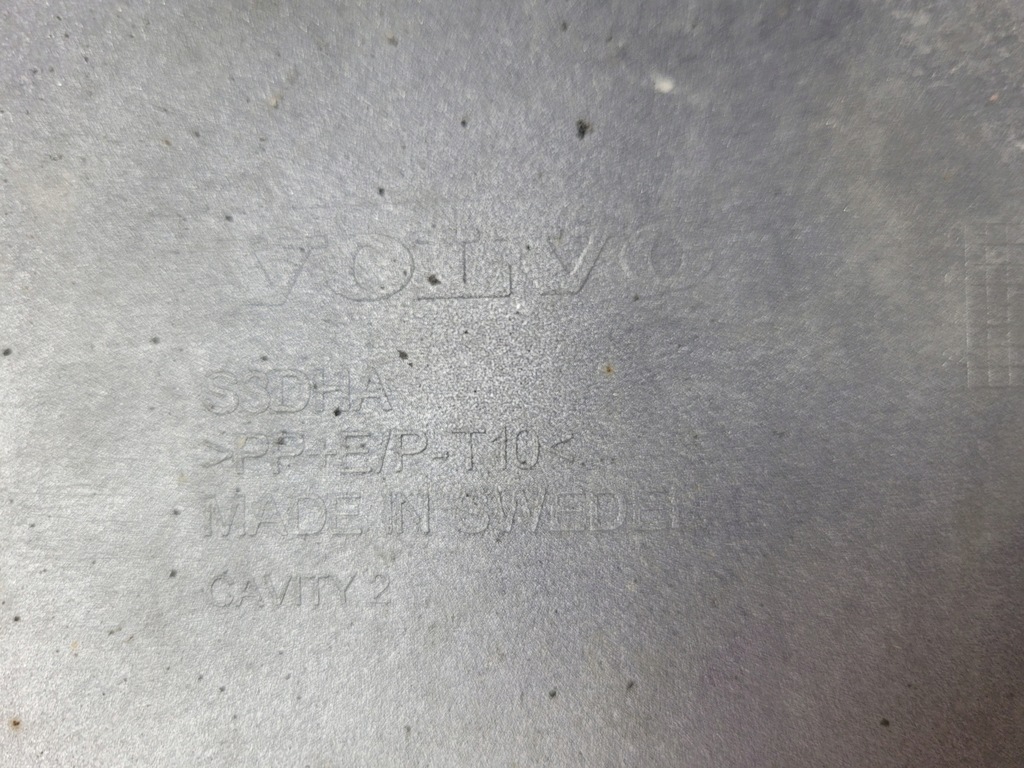 VOLVO
S3DHA
>PP+E/P-T10<
MADE IN SWEDEN
CAVITY 2